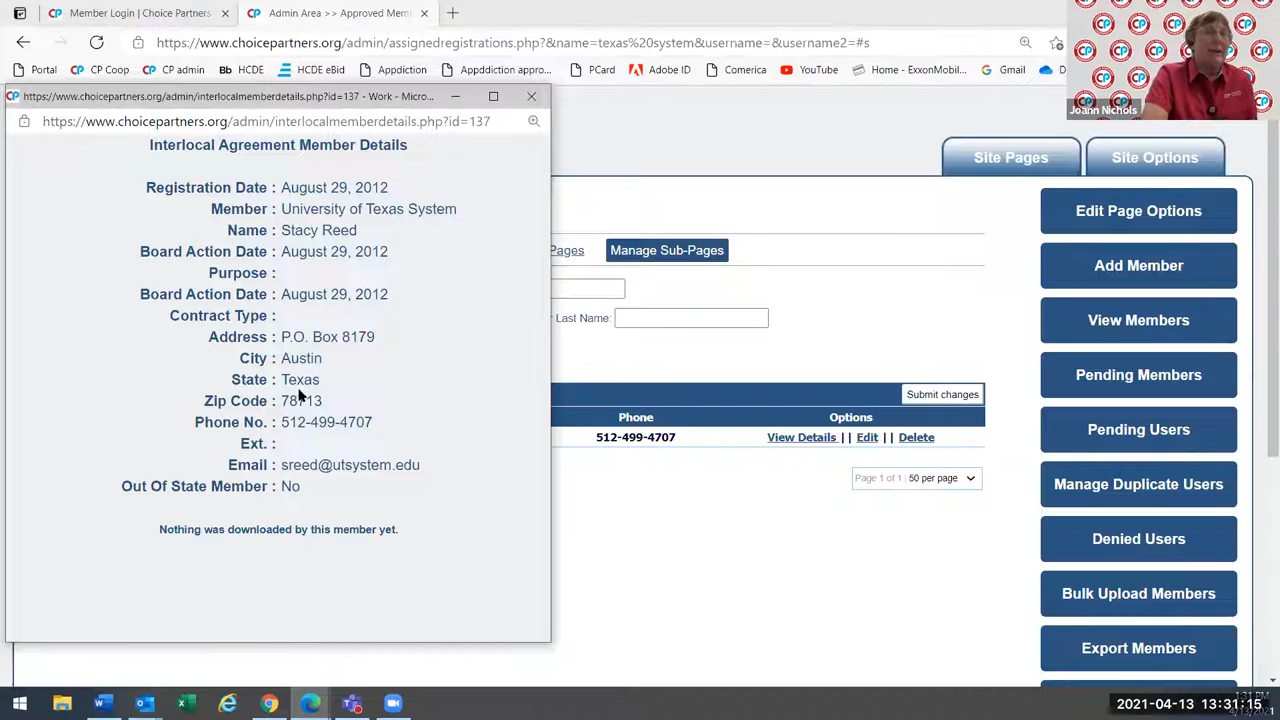 Member Login | Choice Partners
Admin Area >> Approved Mem
https://www.choicepartners.org/admin/assignedregistrations.php?&name=texas%20system&username=&username2=#s
Portal
CP Coop
CP admin
Bb HCDE
HCDE eBi
Appdiction
Appddiction appro...
PCard
Adobe ID
Comerica
YouTube
Home - ExxonMobil...
Gmail
https://www.choicepartners.org/admin/interlocalmemberdetails.php?id=137 - Work - Micro...
https://www.choicepartners.org/admin/interlocalmemberdetails.php?id=137
Joann Nichols
Interlocal Agreement Member Details
Registration Date : August 29, 2012
Member : University of Texas System
Name : Stacy Reed
Board Action Date : August 29, 2012
Purpose :
Board Action Date : August 29, 2012
Contract Type :
Address : P.O. Box 8179
City : Austin
State : Texas
Zip Code : 78713
Phone No. : 512-499-4707
Ext. :
Email : sreed@utsystem.edu
Out Of State Member : No
Nothing was downloaded by this member yet.
Site Pages
Site Options
Pages
Manage Sub-Pages
Last Name:
Submit changes
Phone
Options
512-499-4707
View Details || Edit || Delete
Page 1 of 1 | 50 per page
Edit Page Options
Add Member
View Members
Pending Members
Pending Users
Manage Duplicate Users
Denied Users
Bulk Upload Members
Export Members
2021-04-13 13:31:15